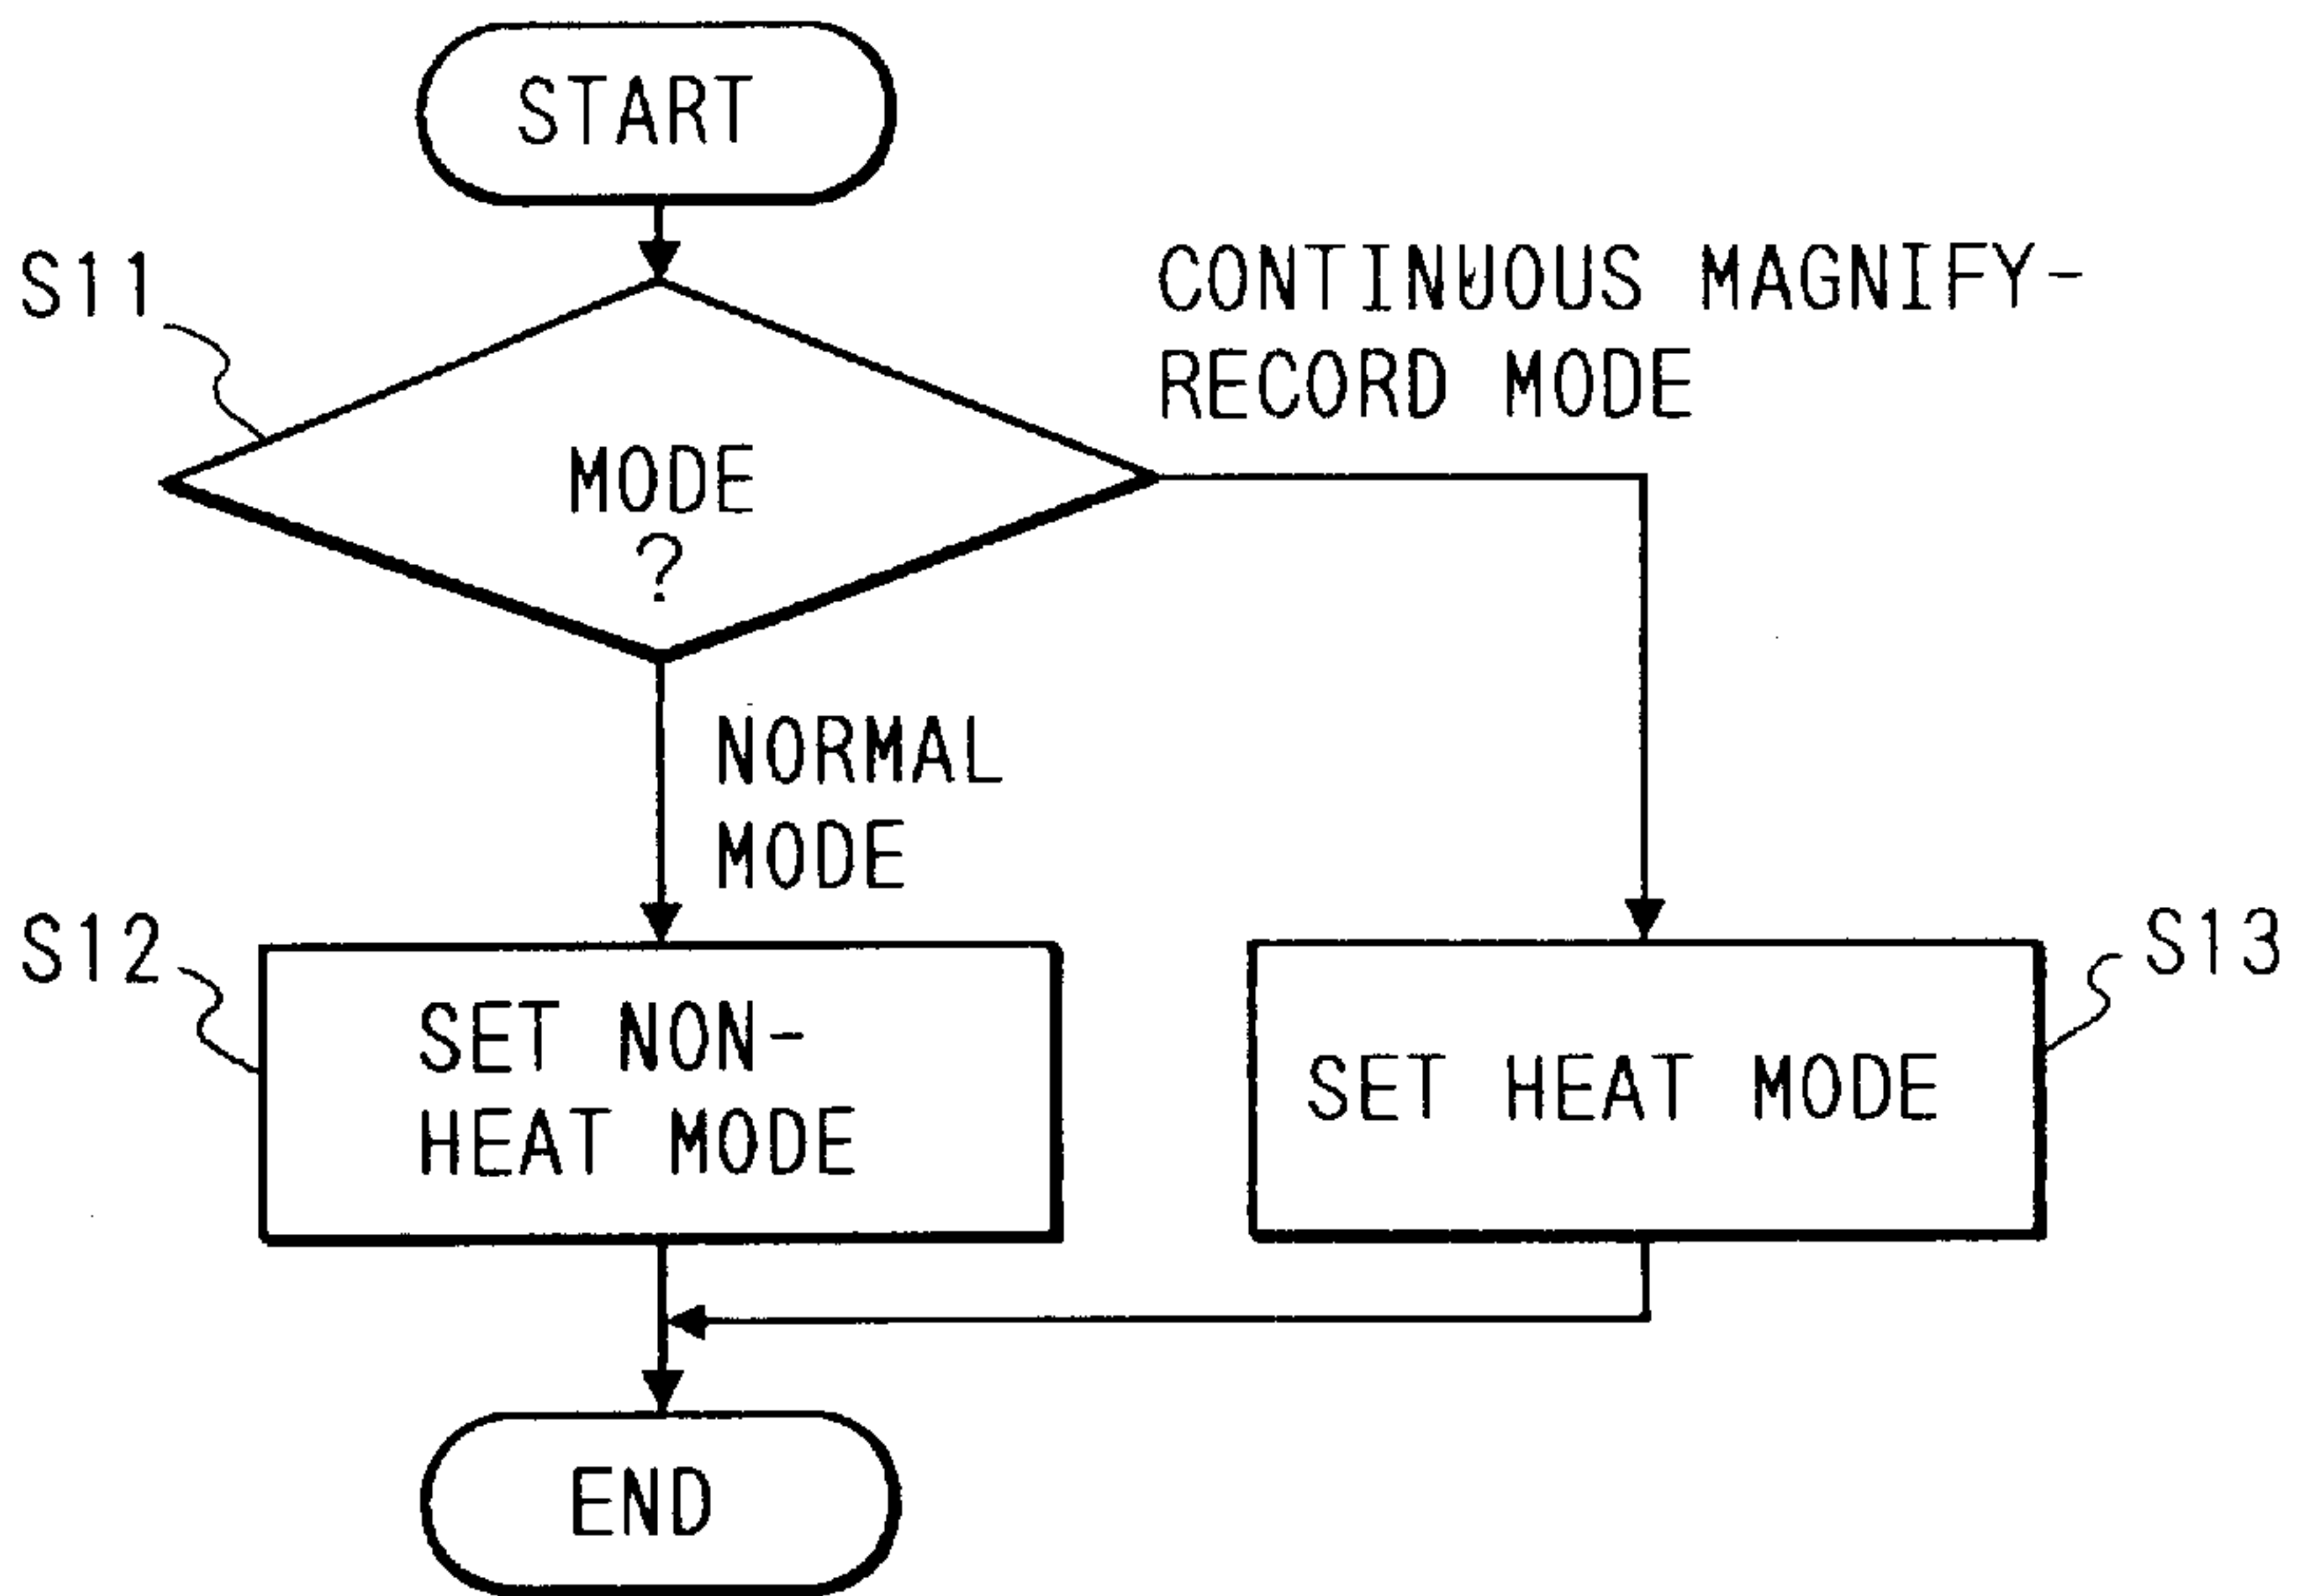 START
S11
CONTINUOUS MAGNIFY-
RECORD MODE
MODE
?
NORMAL
MODE
S12
SET NON-
HEAT MODE
SET HEAT MODE
S13
END